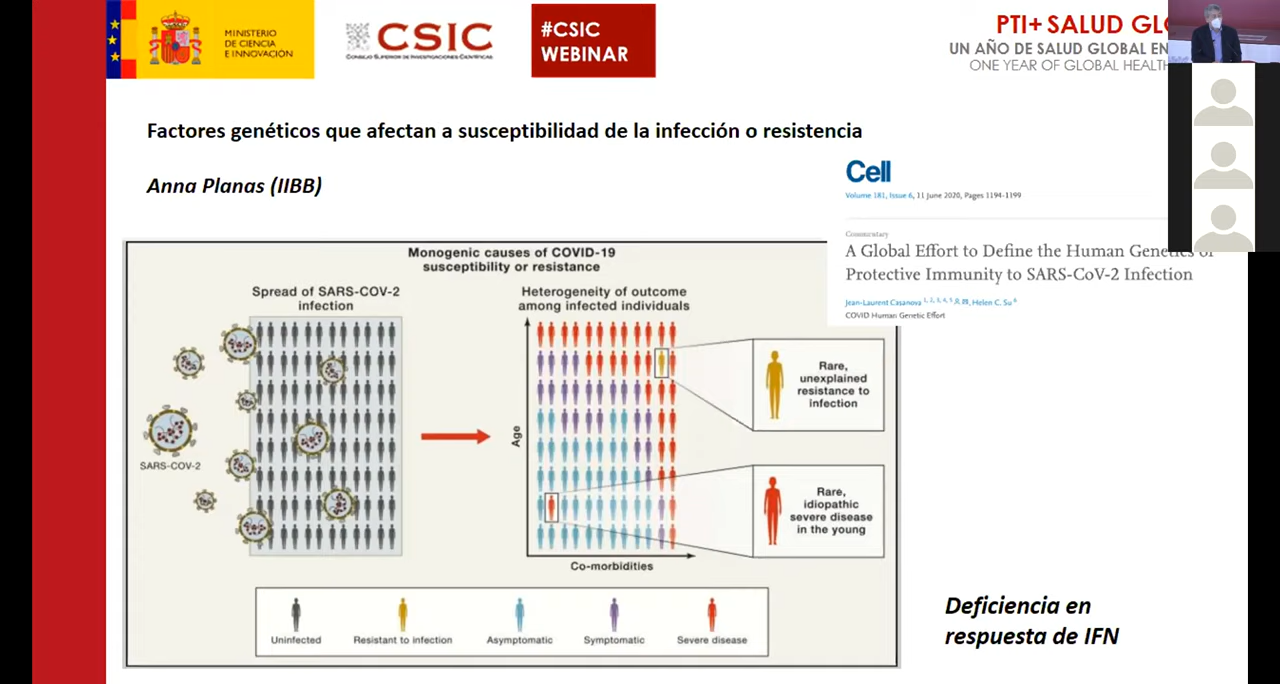 MINISTERIO
DE CIENCIA
E INNOVACIÓN
CSIC
CONSEJO SUPERIOR DE INVESTIGACIONES CIENTÍFICAS
#CSIC
WEBINAR
PTI+ SALUD
UN AÑO DE SALUD GLOBAL EN
ONE YEAR OF GLOBAL HEALTH
Factores genéticos que afectan a susceptibilidad de la infección o resistencia
Anna Planas (IIBB)
Cell
Volume 181, Issue 6, 11 June 2020, Pages 1194-1199
Commentary
A Global Effort to Define the Human Genetics of
Protective Immunity to SARS-CoV-2 Infection
Jean-Laurent Casanova 1, 2, 3, 4, 5, Helen C. Su 6
COVID Human Genetic Effort
Monogenic causes of COVID-19
susceptibility or resistance
Spread of SARS-COV-2
infection
Heterogeneity of outcome
among infected individuals
SARS-COV-2
Age
Co-morbidities
Rare,
unexplained
resistance to
infection
Rare,
idiopathic
severe disease
in the young
Uninfected
Resistant to infection
Asymptomatic
Symptomatic
Severe disease
Deficiencia en
respuesta de IFN